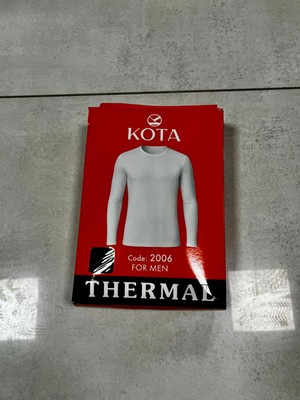 KOTA
Code: 2006
FOR MEN
THERMAL